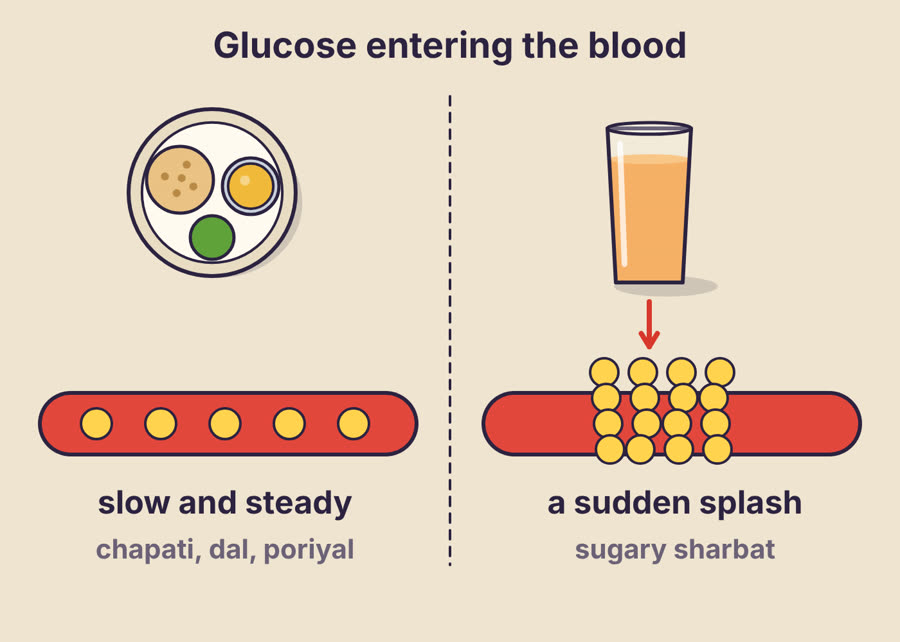 Glucose entering the blood
slow and steady
chapati, dal, poriyal
a sudden splash
sugary sharbat